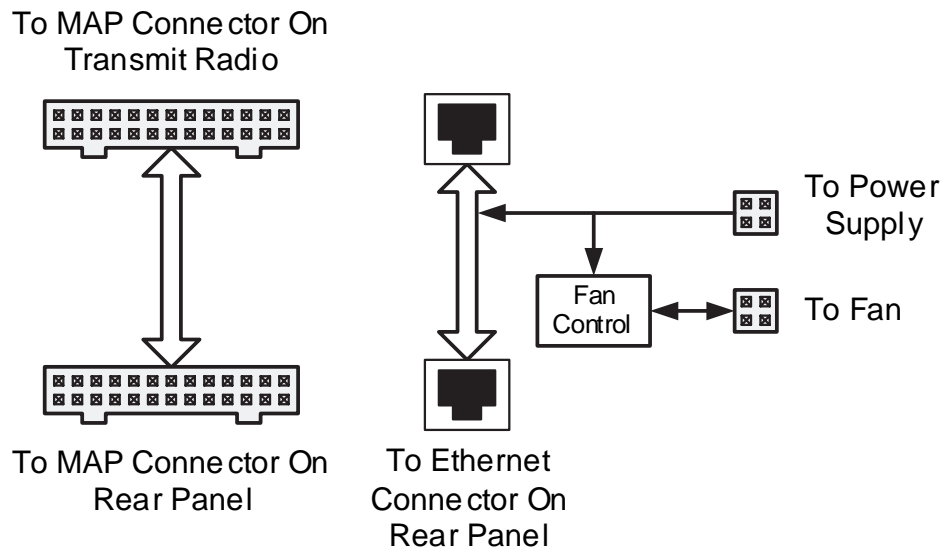 To MAP Connector On
Transmit Radio
To Power
Supply
Fan
Control
To Fan
To MAP Connector On
Rear Panel
To Ethernet
Connector On
Rear Panel